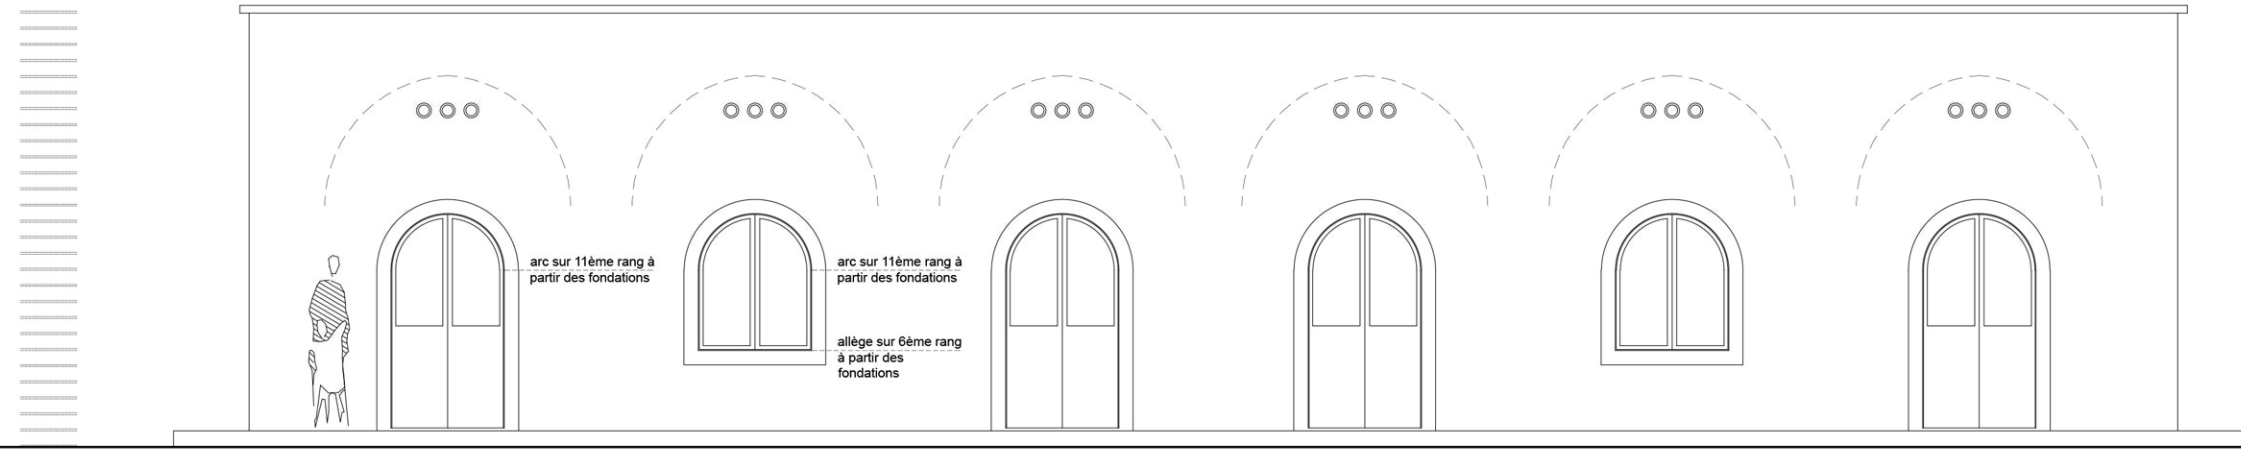 arc sur 11ème rang à
partir des fondations
arc sur 11ème rang à
partir des fondations
allège sur 6ème rang
à partir des
fondations